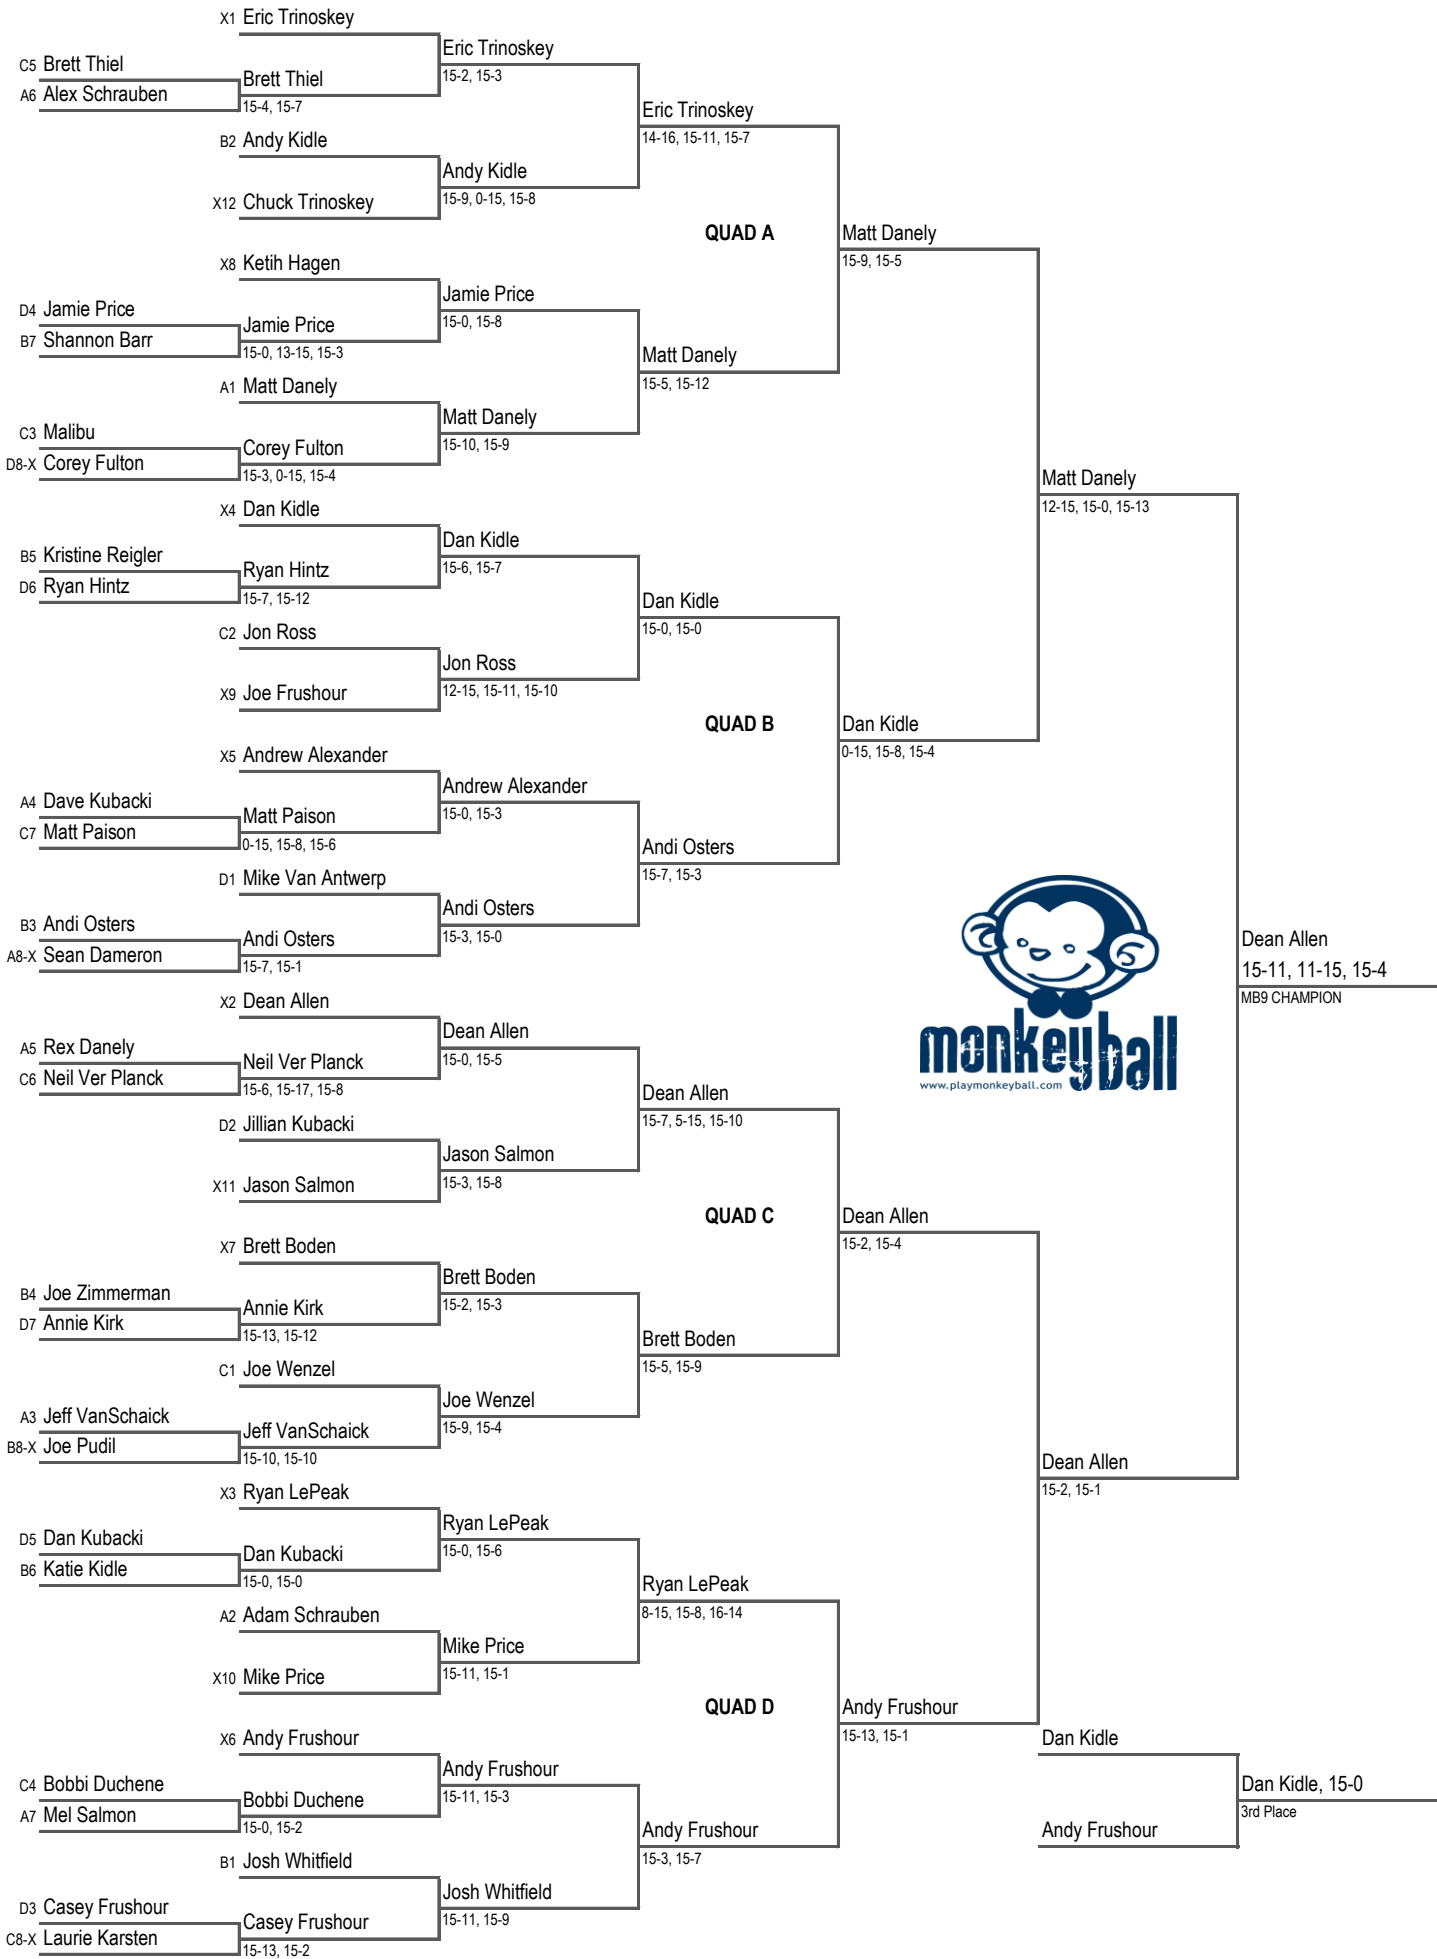 X1 Eric Trinoskey
Eric Trinoskey
15-2, 15-3
C5 Brett Thiel
A6 Alex Schrauben
Brett Thiel
15-4, 15-7
Eric Trinoskey
14-16, 15-11, 15-7
B2 Andy Kidle
Andy Kidle
15-9, 0-15, 15-8
X12 Chuck Trinoskey
QUAD A
Matt Danely
15-9, 15-5
X8 Ketih Hagen
Jamie Price
15-0, 15-8
D4 Jamie Price
B7 Shannon Barr
Jamie Price
15-0, 13-15, 15-3
Matt Danely
15-5, 15-12
A1 Matt Danely
Matt Danely
15-10, 15-9
C3 Malibu
D8-X Corey Fulton
Corey Fulton
15-3, 0-15, 15-4
Matt Danely
12-15, 15-0, 15-13
X4 Dan Kidle
Dan Kidle
15-6, 15-7
B5 Kristine Reigler
D6 Ryan Hintz
Ryan Hintz
15-7, 15-12
Dan Kidle
15-0, 15-0
C2 Jon Ross
Jon Ross
12-15, 15-11, 15-10
X9 Joe Frushour
QUAD B
Dan Kidle
0-15, 15-8, 15-4
X5 Andrew Alexander
Andrew Alexander
15-0, 15-3
A4 Dave Kubacki
C7 Matt Paison
Matt Paison
0-15, 15-8, 15-6
Andi Osters
15-7, 15-3
D1 Mike Van Antwerp
Andi Osters
15-3, 15-0
B3 Andi Osters
A8-X Sean Dameron
Andi Osters
15-7, 15-1
monkeyball
www.playmonkeyball.com
Dean Allen
15-11, 11-15, 15-4
MB9 CHAMPION
X2 Dean Allen
Dean Allen
15-0, 15-5
A5 Rex Danely
C6 Neil Ver Planck
Neil Ver Planck
15-6, 15-17, 15-8
Dean Allen
15-7, 5-15, 15-10
D2 Jillian Kubacki
Jason Salmon
15-3, 15-8
X11 Jason Salmon
QUAD C
Dean Allen
15-2, 15-4
X7 Brett Boden
Brett Boden
15-2, 15-3
B4 Joe Zimmerman
D7 Annie Kirk
Annie Kirk
15-13, 15-12
Brett Boden
15-5, 15-9
C1 Joe Wenzel
Joe Wenzel
15-9, 15-4
A3 Jeff VanSchaick
B8-X Joe Pudil
Jeff VanSchaick
15-10, 15-10
Dean Allen
15-2, 15-1
X3 Ryan LePeak
Ryan LePeak
15-0, 15-6
D5 Dan Kubacki
B6 Katie Kidle
Dan Kubacki
15-0, 15-0
Ryan LePeak
8-15, 15-8, 16-14
A2 Adam Schrauben
Mike Price
15-11, 15-1
X10 Mike Price
QUAD D
Andy Frushour
15-13, 15-1
X6 Andy Frushour
Andy Frushour
15-11, 15-3
C4 Bobbi Duchene
A7 Mel Salmon
Bobbi Duchene
15-0, 15-2
Andy Frushour
15-3, 15-7
B1 Josh Whitfield
Josh Whitfield
15-11, 15-9
D3 Casey Frushour
C8-X Laurie Karsten
Casey Frushour
15-13, 15-2
Dan Kidle
Dan Kidle, 15-0
3rd Place
Andy Frushour